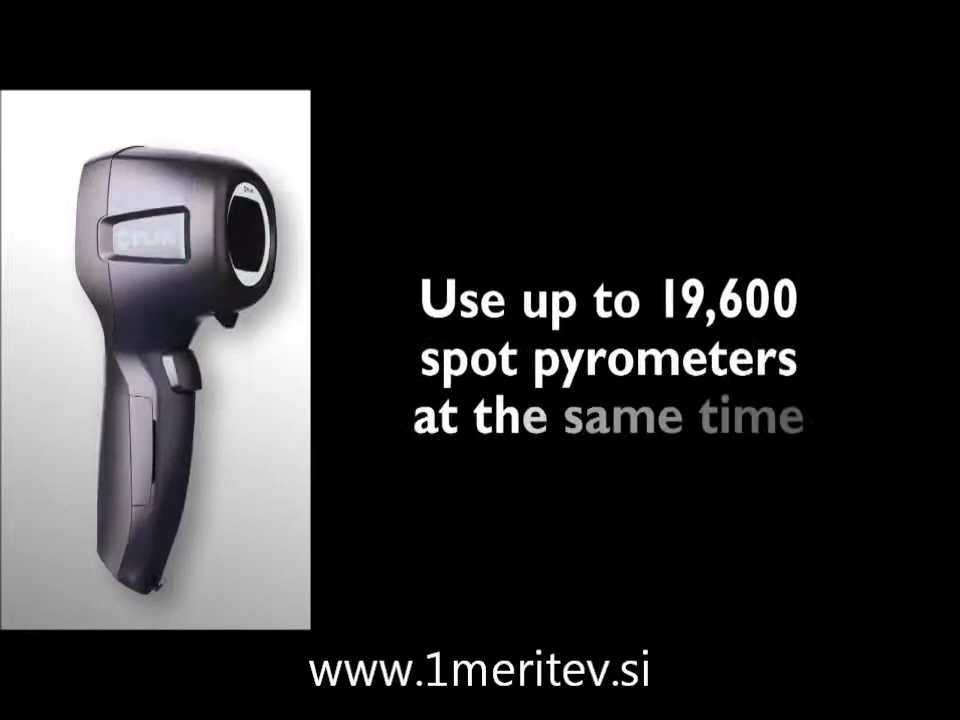 Use up to 19,600
spot pyrometers
at the same time
www.1meritev.si